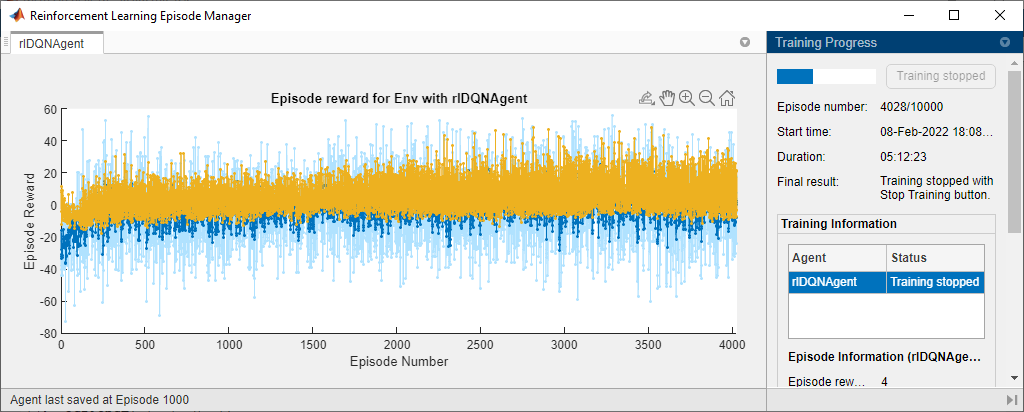 Reinforcement Learning Episode Manager
rlDQNAgent
Episode reward for Env with rlDQNAgent
60
40
20
0
-20
-40
-60
-80
Episode Reward
0 500 1000 1500 2000 2500 3000 3500 4000
Episode Number
Training Progress
Training stopped
Episode number: 4028/10000
Start time: 08-Feb-2022 18:08...
Duration: 05:12:23
Final result: Training stopped with
Stop Training button.
Training Information
Agent Status
rlDQNAgent Training stopped
Episode Information (rlDQNAge...
Episode rew... 4
Agent last saved at Episode 1000